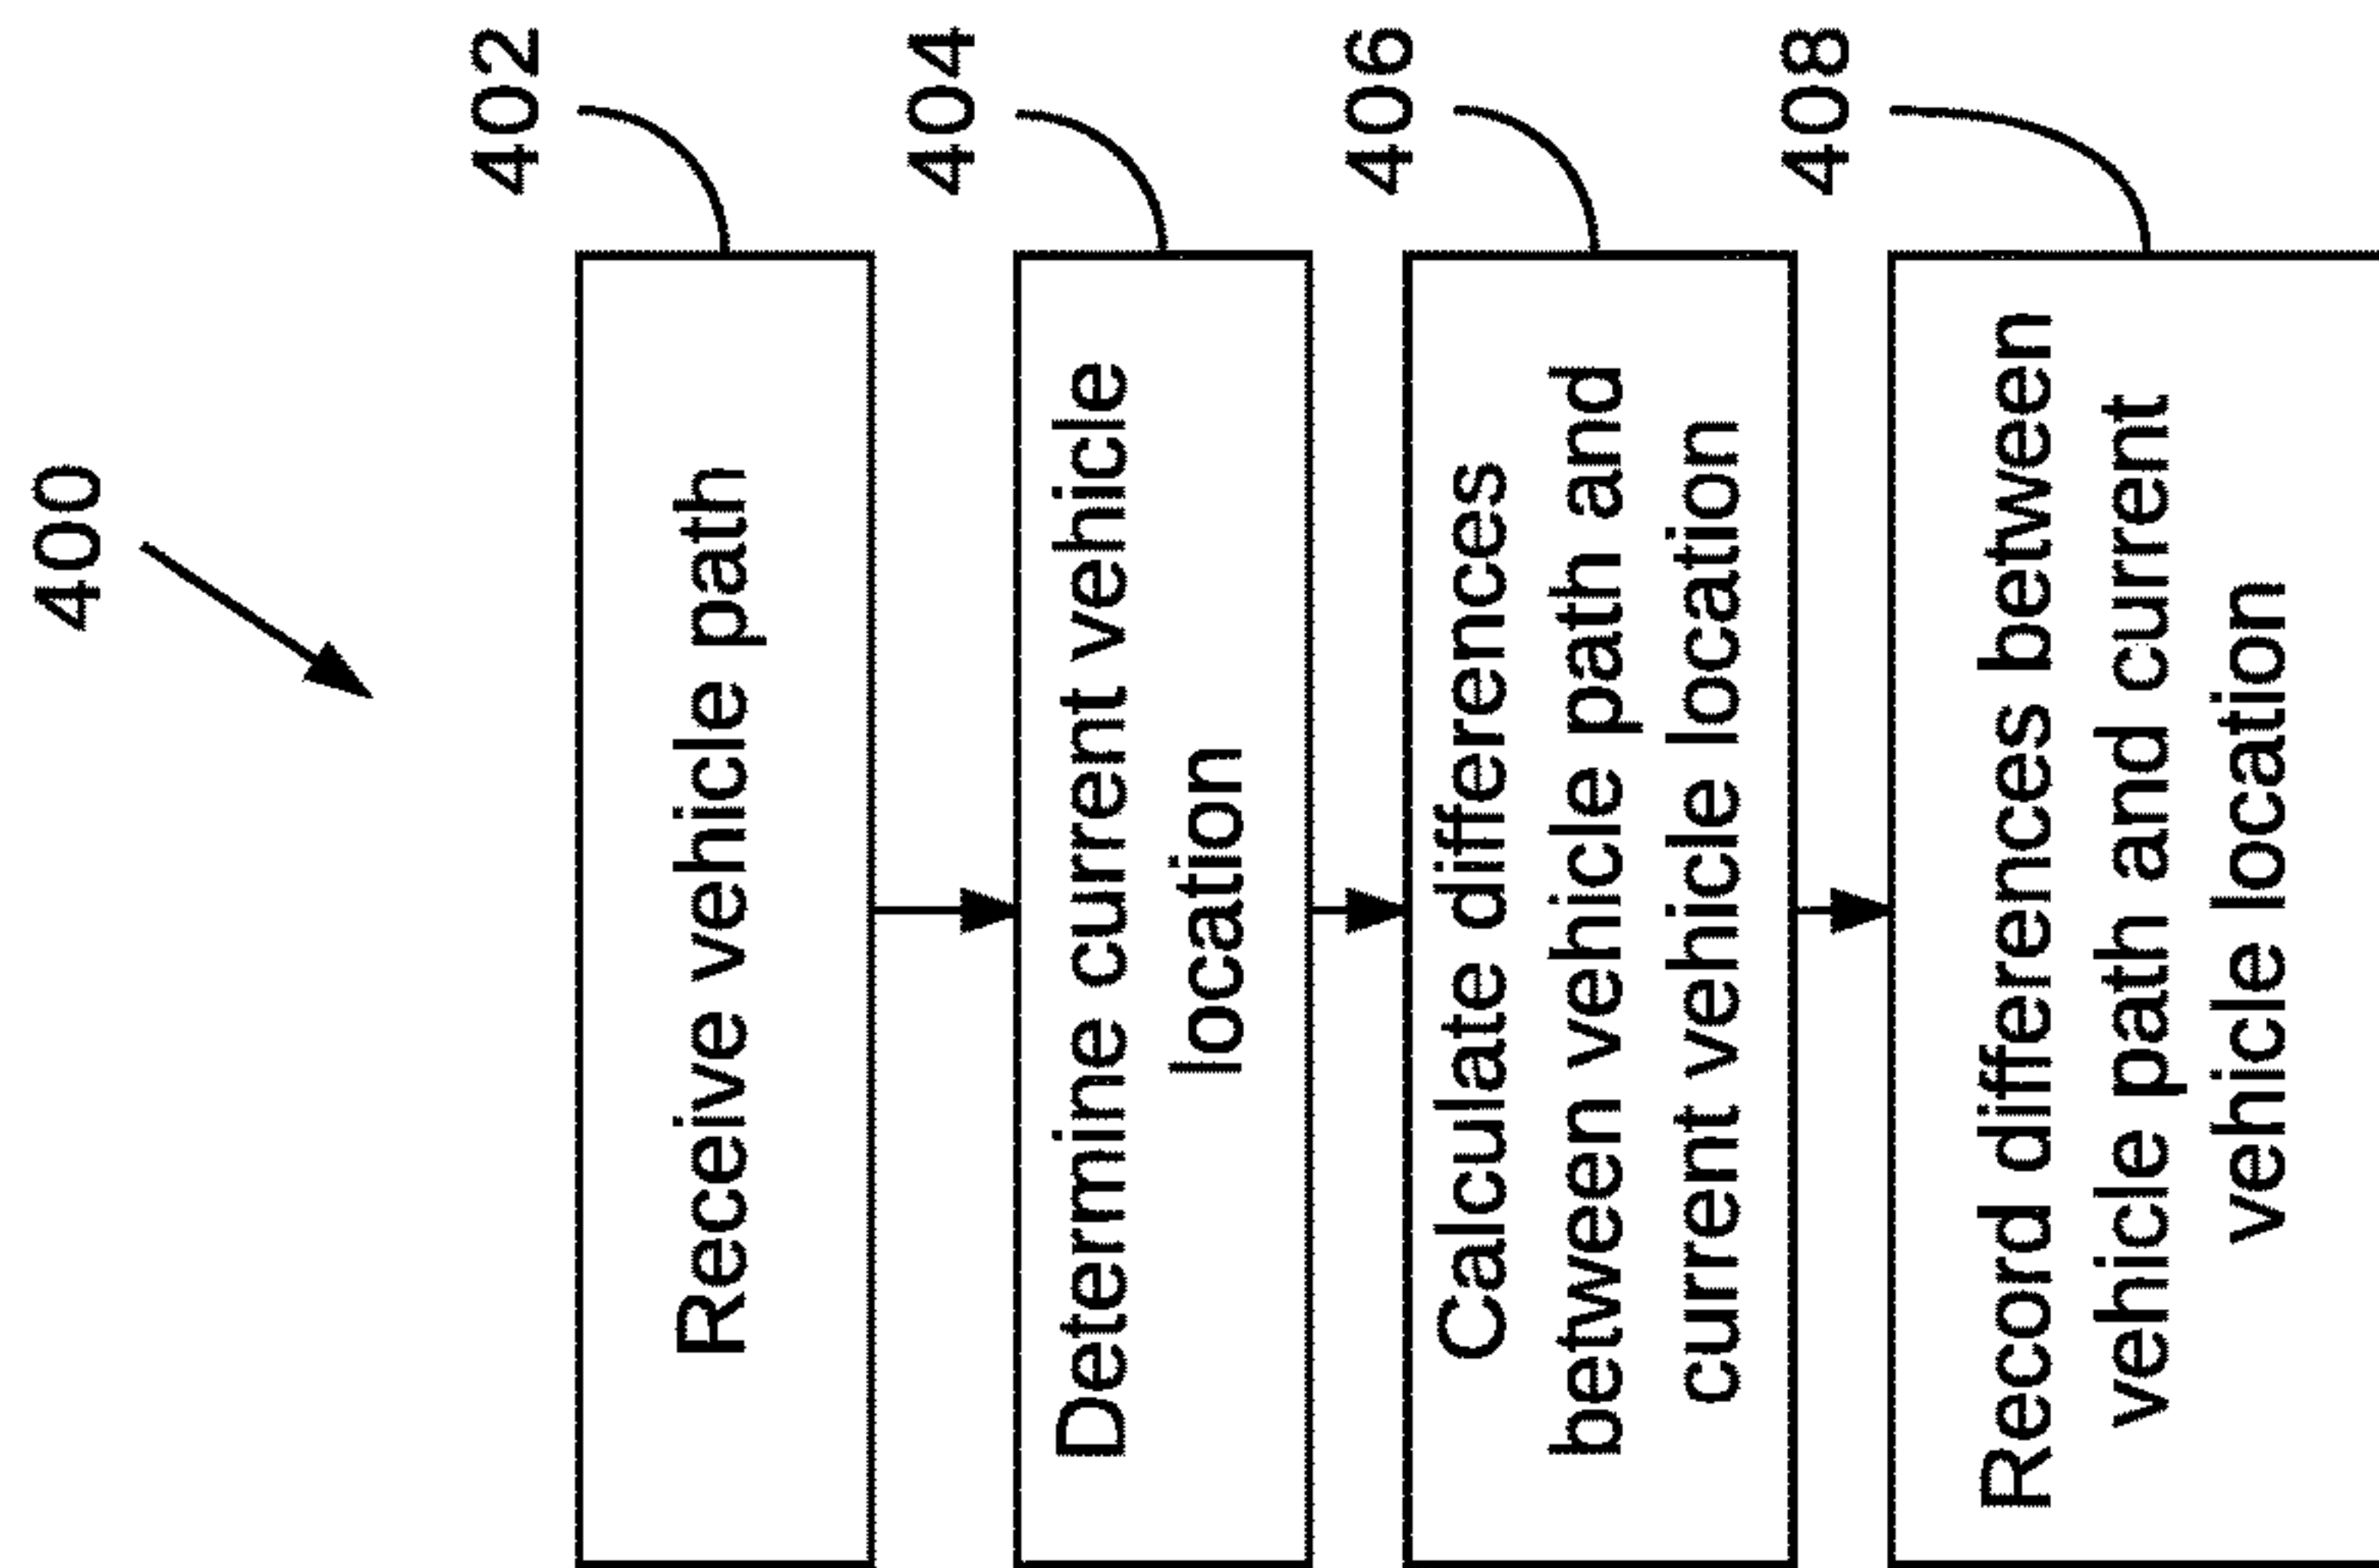 400
402
Receive vehicle path
404
Determine current vehicle
location
406
Calculate differences
between vehicle path and
current vehicle location
408
Record differences between
vehicle path and current
vehicle location